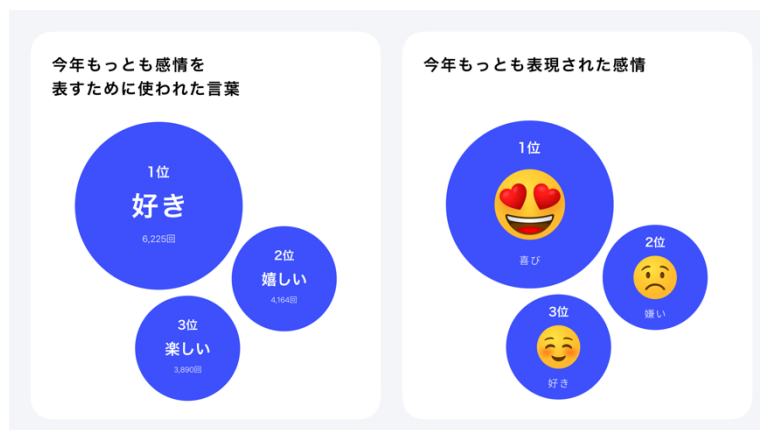 今年もっとも感情を
表すために使われた言葉
1位
好き
6,225回
2位
嬉しい
4,164回
3位
楽しい
3,890回
今年もっとも表現された感情
1位
喜び
2位
嫌い
3位
好き